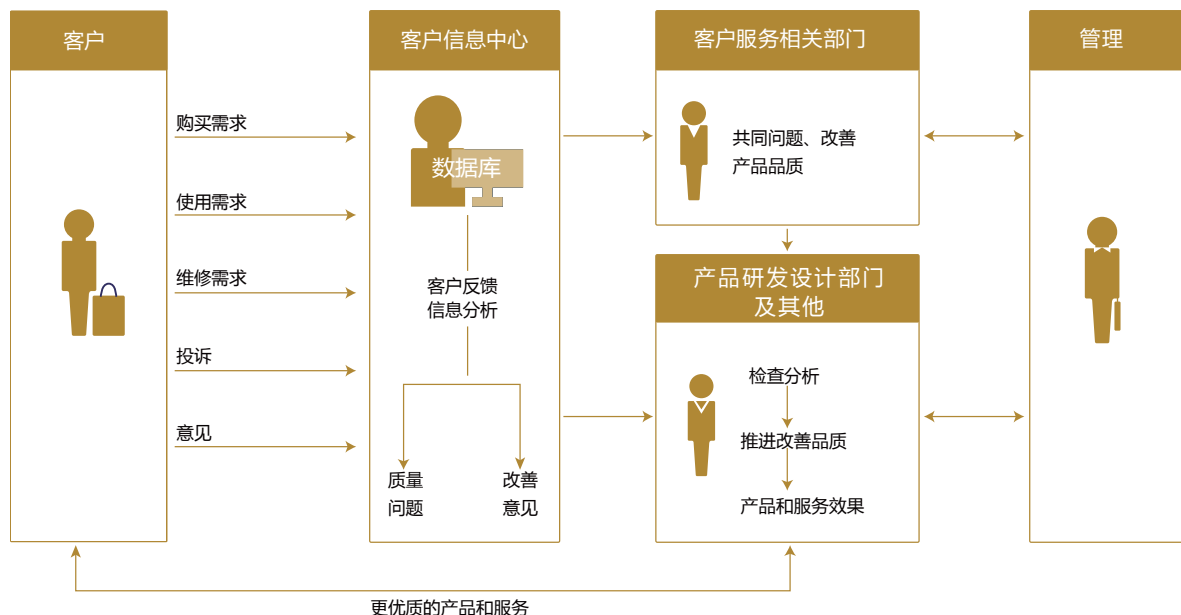 客户
购买需求
使用需求
维修需求
投诉
意见
客户信息中心
数据库
客户反馈
信息分析
质量
问题
改善
意见
客户服务相关部门
共同问题、改善
产品品质
产品研发设计部门
及其他
检查分析
推进改善品质
产品和服务效果
管理
更优质的产品和服务